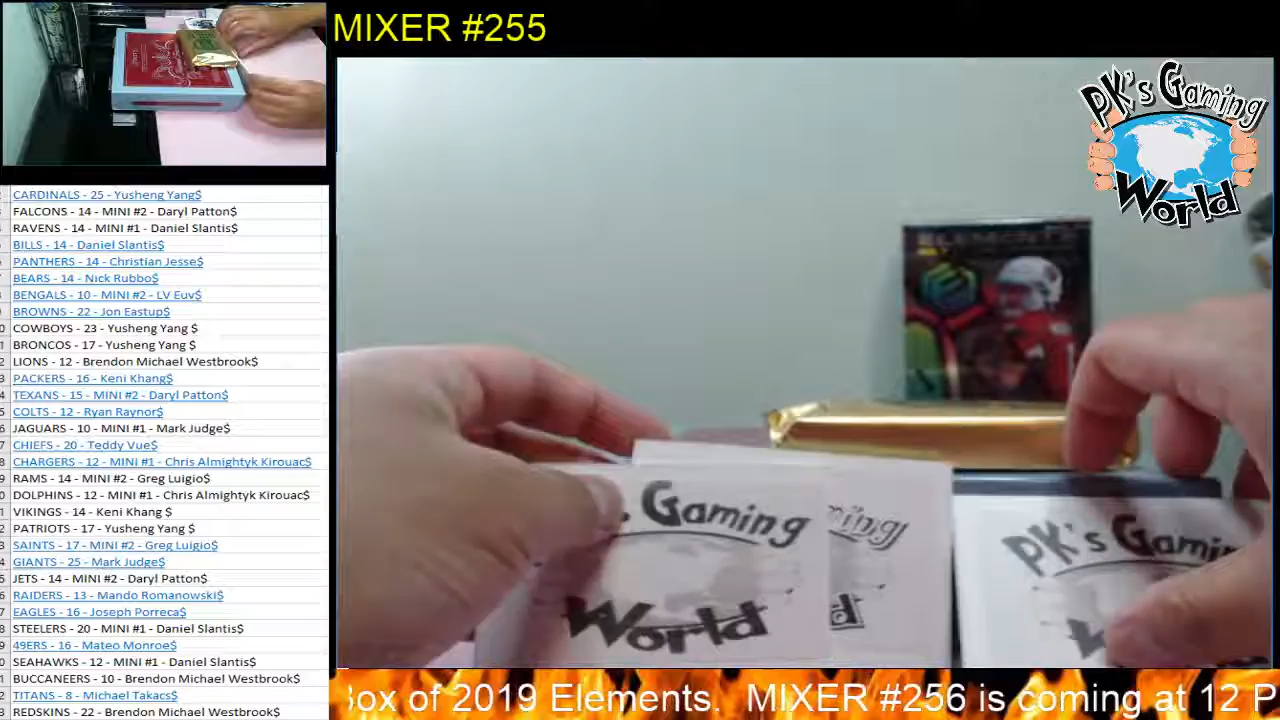 MIXER #255
PK's Gaming
World
CARDINALS - 25 - Yusheng Yang$
FALCONS - 14 - MINI #2 - Daryl Patton$
RAVENS - 14 - MINI #1 - Daniel Slantis$
BILLS - 14 - Daniel Slantis$
PANTHERS - 14 - Christian Jesse$
BEARS - 14 - Nick Rubbo$
BENGALS - 10 - MINI #2 - LV Euv$
BROWNS - 22 - Jon Eastup$
COWBOYS - 23 - Yusheng Yang $
BRONCOS - 17 - Yusheng Yang $
LIONS - 12 - Brendon Michael Westbrook$
PACKERS - 16 - Keni Khang$
TEXANS - 15 - MINI #2 - Daryl Patton$
COLTS - 12 - Ryan Raynor$
JAGUARS - 10 - MINI #1 - Mark Judge$
CHIEFS - 20 - Teddy Vue$
CHARGERS - 12 - MINI #1 - Chris Almightyk Kirouac$
RAMS - 14 - MINI #2 - Greg Luigio$
DOLPHINS - 12 - MINI #1 - Chris Almightyk Kirouac$
VIKINGS - 14 - Keni Khang $
PATRIOTS - 17 - Yusheng Yang $
SAINTS - 17 - MINI #2 - Greg Luigio$
GIANTS - 25 - Mark Judge$
JETS - 14 - MINI #2 - Daryl Patton$
RAIDERS - 13 - Mando Romanowski$
EAGLES - 16 - Joseph Porreca$
STEELERS - 20 - MINI #1 - Daniel Slantis$
49ERS - 16 - Mateo Monroe$
SEAHAWKS - 12 - MINI #1 - Daniel Slantis$
BUCCANEERS - 10 - Brendon Michael Westbrook$
TITANS - 8 - Michael Takacs$
REDSKINS - 22 - Brendon Michael Westbrook$
ELEMENTS
Gaming
World
PK's Gamin
Box of 2019 Elements. MIXER #256 is coming at 12 P